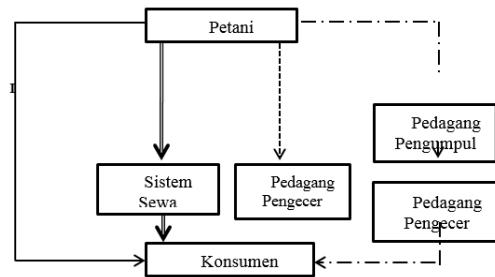 Petani
I
Pedagang
Pengumpul
Sistem
Sewa
Pedagang
Pengecer
Pedagang
Pengecer
Konsumen